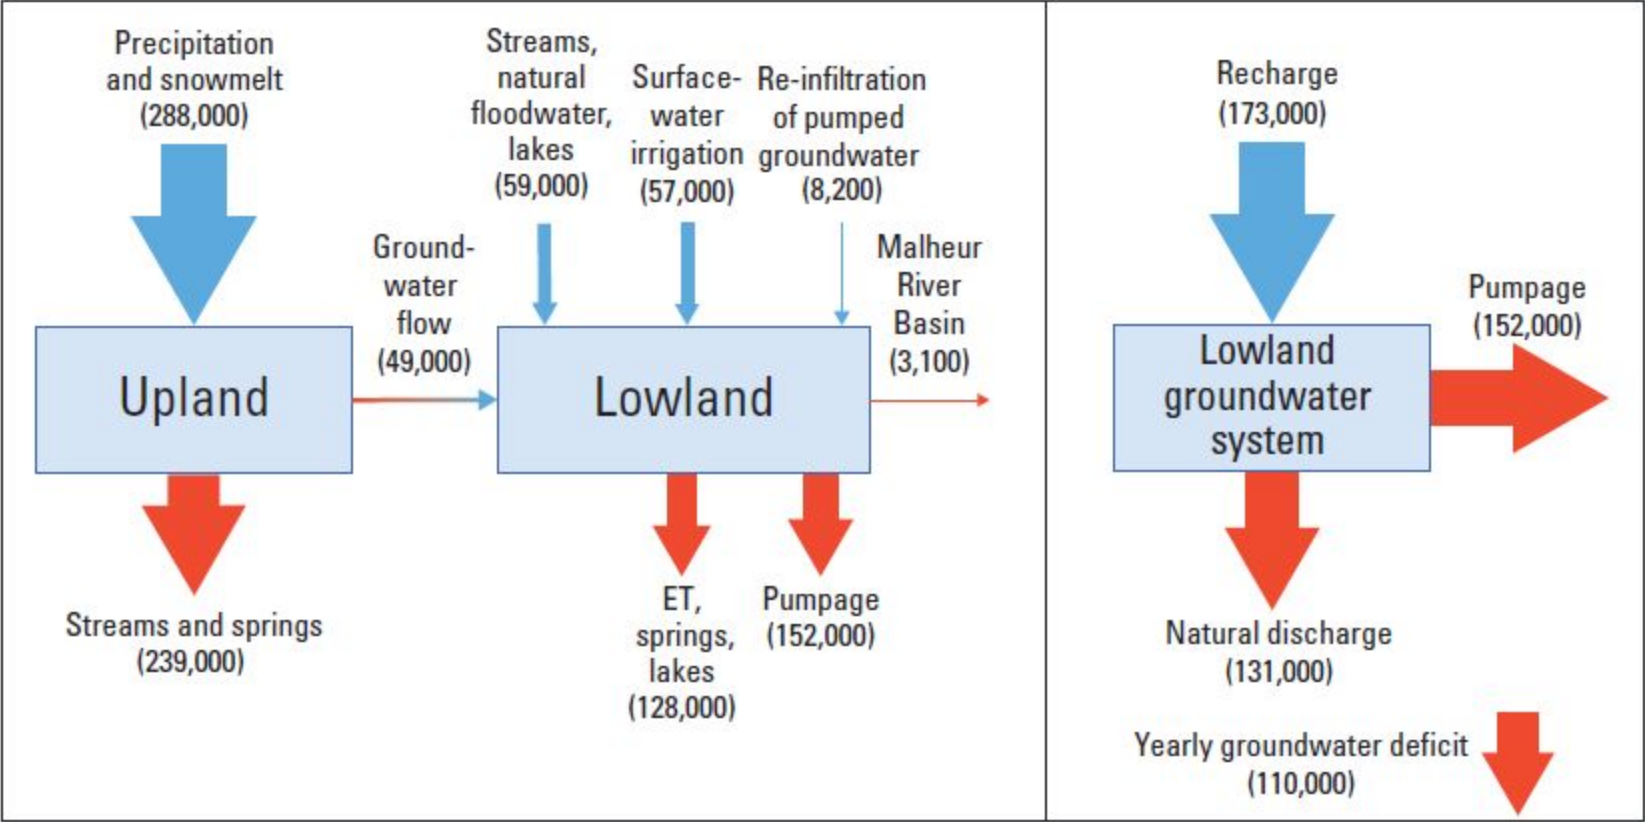 Precipitation
and snowmelt
(288,000)
Upland
Streams and springs
(239,000)
Ground-
water
flow
(49,000)
Streams,
natural
floodwater,
lakes
(59,000)
Surface-
water
irrigation
(57,000)
Re-infiltration
of pumped
groundwater
(8,200)
Malheur
River
Basin
(3,100)
Lowland
ET,
springs,
lakes
(128,000)
Pumpage
(152,000)
Recharge
(173,000)
Lowland
groundwater
system
Pumpage
(152,000)
Natural discharge
(131,000)
Yearly groundwater deficit
(110,000)